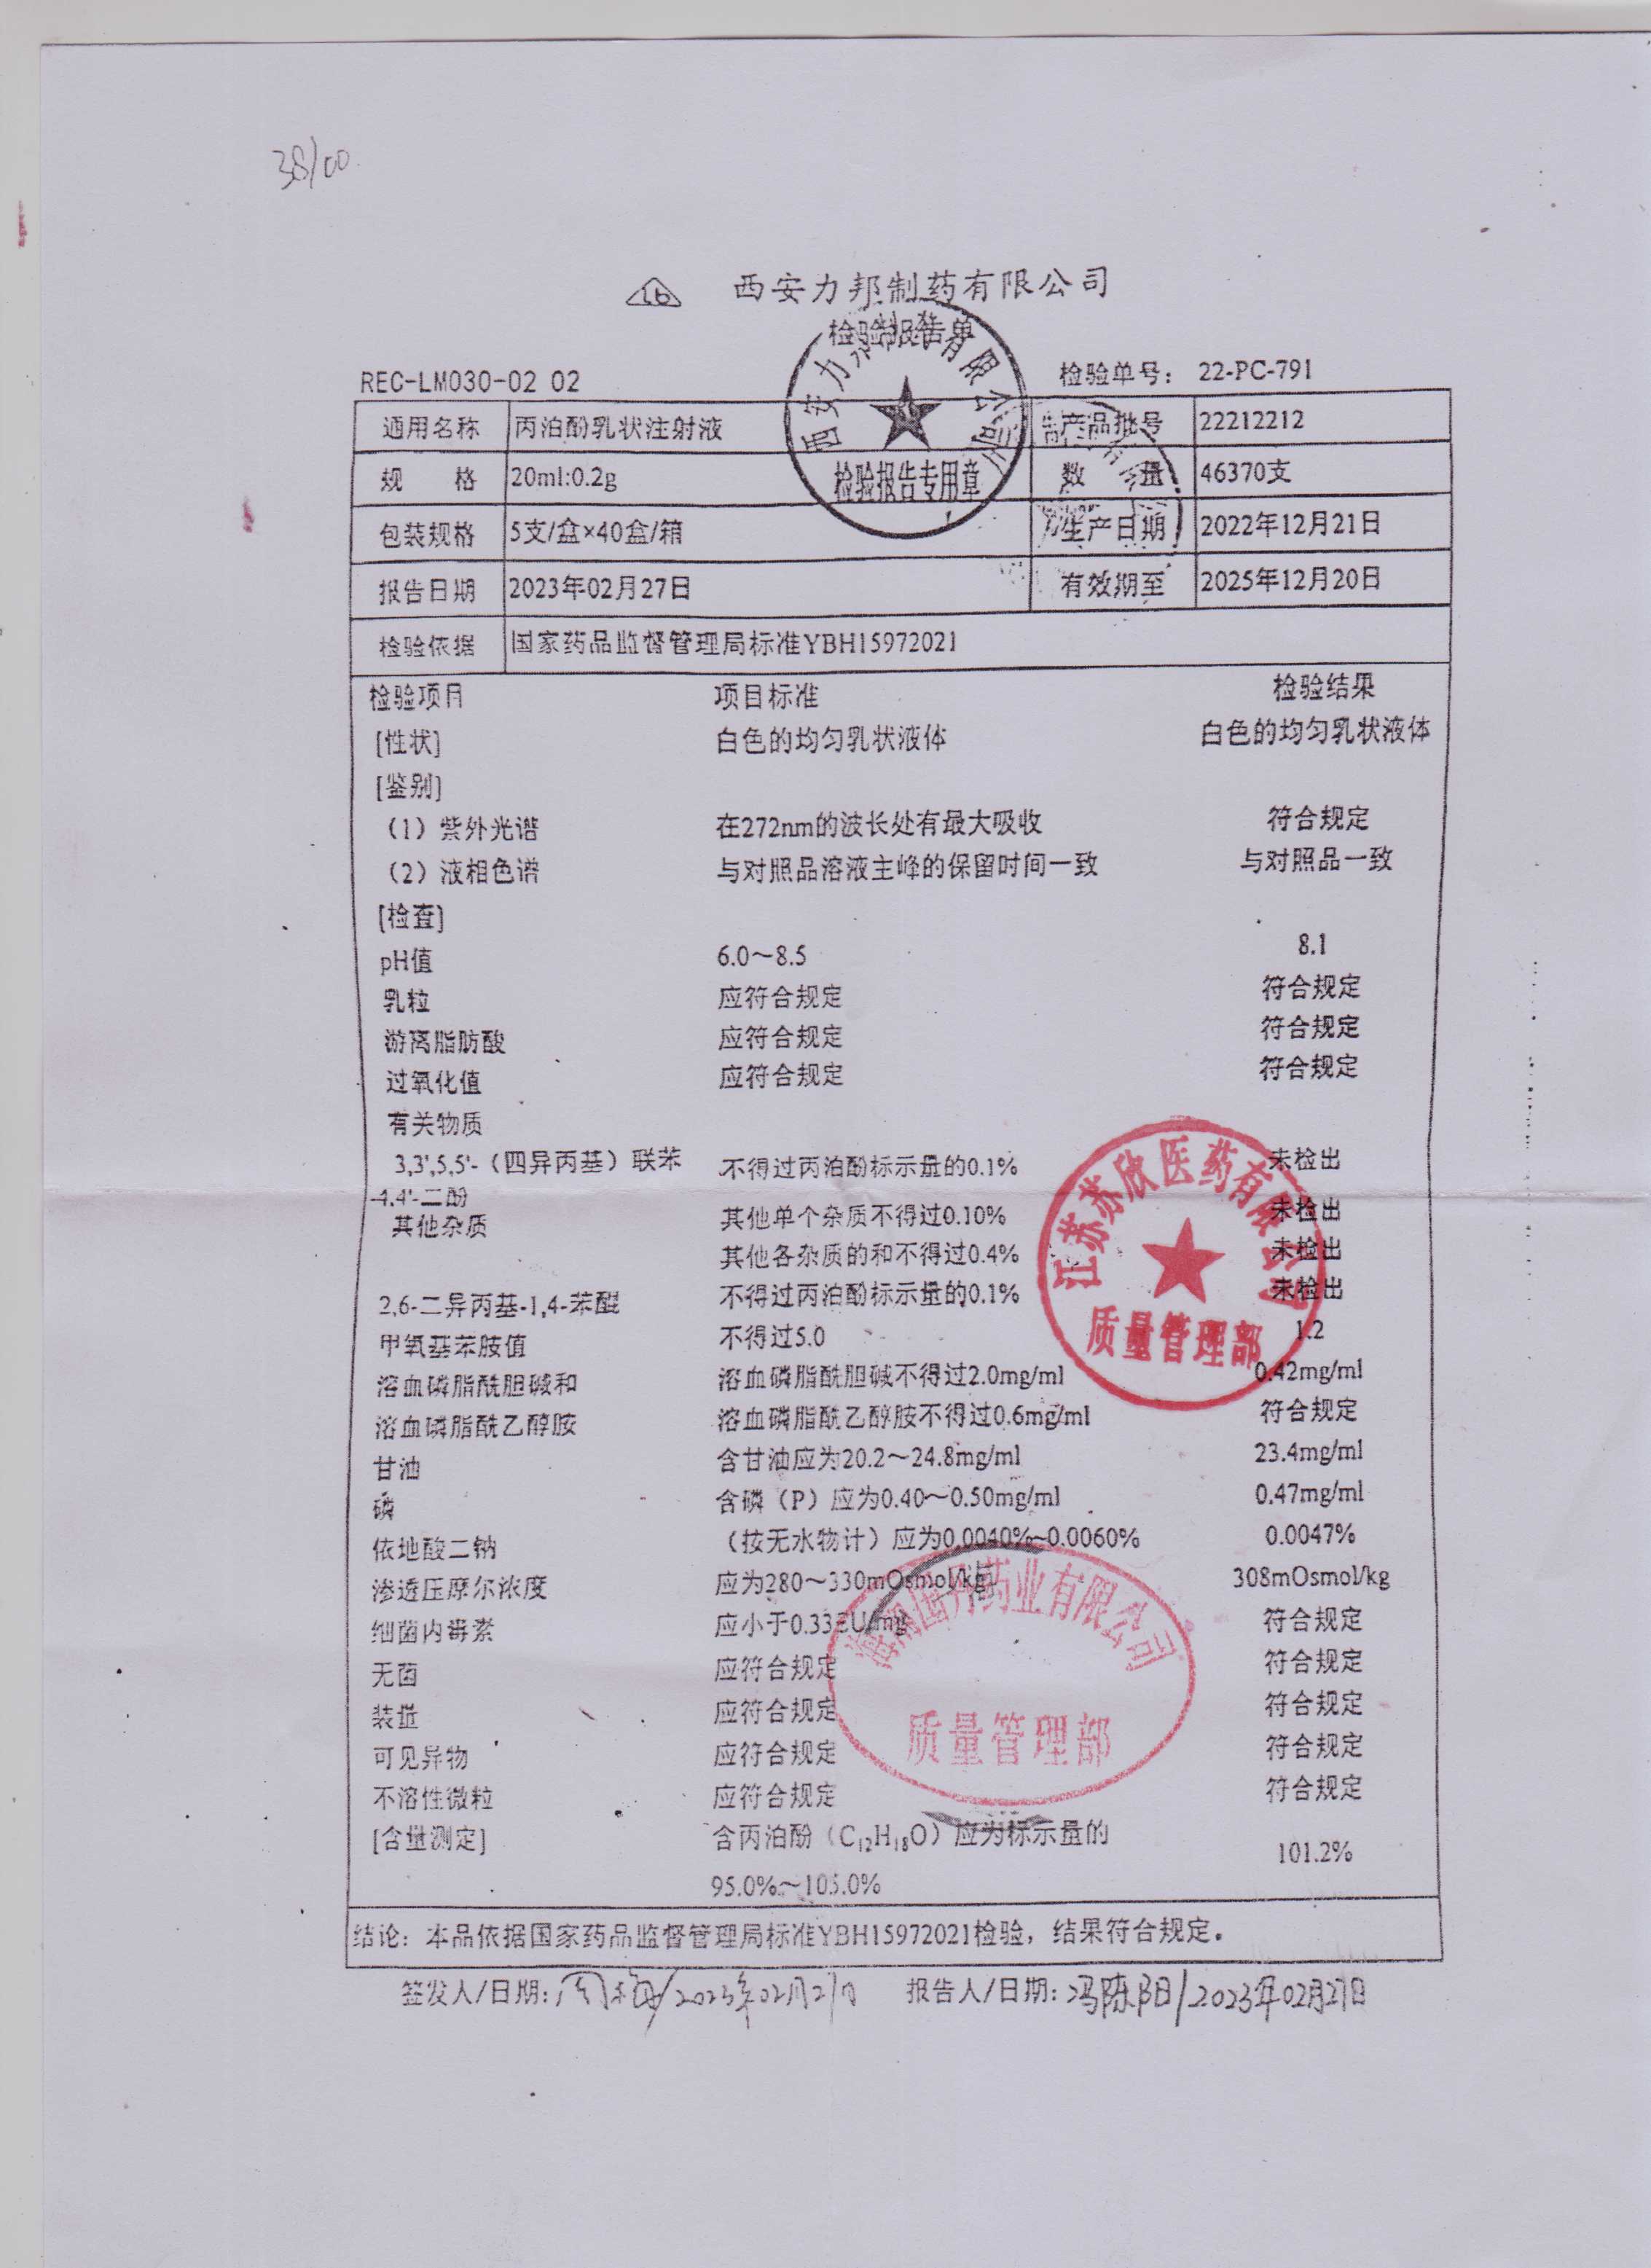 38/00
西安力邦制药有限公司
检验报告单
REC-LM030-02 02 检验单号： 22-PC-791
通用名称 丙泊酚乳状注射液 产品批号 22212212
规 格 20ml:0.2g 数 量 46370支
包装规格 5支/盒×40盒/箱 生产日期 2022年12月21日
报告日期 2023年02月27日 有效期至 2025年12月20日
检验依据 国家药品监督管理局标准YBH15972021
西安力邦制药有限公司
检验报告专用章
检验项目 项目标准 检验结果
[性状] 白色的均匀乳状液体 白色的均匀乳状液体
[鉴别]
（1）紫外光谱 在272nm的波长处有最大吸收 符合规定
（2）液相色谱 与对照品溶液主峰的保留时间一致 与对照品一致
[检查]
pH值 6.0～8.5 8.1
乳粒 应符合规定 符合规定
游离脂肪酸 应符合规定 符合规定
过氧化值 应符合规定 符合规定
有关物质
3,3',5,5'-（四异丙基）联苯 不得过丙泊酚标示量的0.1% 未检出
-4,4'-二酚
其他杂质 其他单个杂质不得过0.10% 未检出
其他各杂质的和不得过0.4% 未检出
2,6-二异丙基-1,4-苯醌 不得过丙泊酚标示量的0.1% 未检出
甲氧基苯胺值 不得过5.0 1.2
溶血磷脂酰胆碱和 溶血磷脂酰胆碱不得过2.0mg/ml 0.42mg/ml
溶血磷脂酰乙醇胺 溶血磷脂酰乙醇胺不得过0.6mg/ml 符合规定
甘油 含甘油应为20.2～24.8mg/ml 23.4mg/ml
磷 含磷（P）应为0.40～0.50mg/ml 0.47mg/ml
依地酸二钠 （按无水物计）应为0.0040%~0.0060% 0.0047%
渗透压摩尔浓度 应为280～330mOsmol/kg 308mOsmol/kg
细菌内毒素 应小于0.33EU/mg 符合规定
无菌 应符合规定 符合规定
装量 应符合规定 符合规定
可见异物 应符合规定 符合规定
不溶性微粒 应符合规定 符合规定
[含量测定] 含丙泊酚（C₁₂H₁₈O）应为标示量的 101.2%
95.0%～105.0%
江苏苏欣医药有限公司
质量管理部
药业有限公司
质量管理部
结论：本品依据国家药品监督管理局标准YBH15972021检验，结果符合规定。
签发人/日期: 2023年02月27日 报告人/日期: 冯陈阳/2023年02月27日